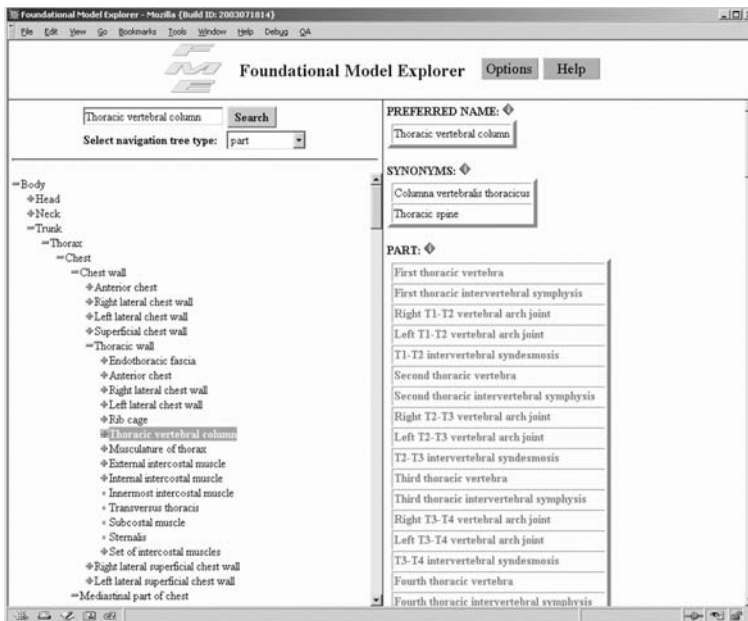 Foundational Model Explorer - Mozilla {Build ID: 2003071814}
File Edit View Go Bookmarks Tools Window Help Debug QA
FME
Foundational Model Explorer
Options
Help
Thoracic vertebral column
Search
Select navigation tree type:
part
Body
Head
Neck
Trunk
Thorax
Chest
Chest wall
Anterior chest
Right lateral chest wall
Left lateral chest wall
Superficial chest wall
Thoracic wall
Endothoracic fascia
Anterior chest
Right lateral chest wall
Left lateral chest wall
Rib cage
Thoracic vertebral column
Musculature of thorax
External intercostal muscle
Internal intercostal muscle
Innermost intercostal muscle
Transversus thoracis
Subcostal muscle
Sternalis
Set of intercostal muscles
Right lateral superficial chest wall
Left lateral superficial chest wall
Mediastinal part of chest
PREFERRED NAME:
Thoracic vertebral column
SYNONYMS:
Columna vertebralis thoracicus
Thoracic spine
PART:
First thoracic vertebra
First thoracic intervertebral symphysis
Right T1-T2 vertebral arch joint
Left T1-T2 vertebral arch joint
T1-T2 intervertebral syndesmosis
Second thoracic vertebra
Second thoracic intervertebral symphysis
Right T2-T3 vertebral arch joint
Left T2-T3 vertebral arch joint
T2-T3 intervertebral syndesmosis
Third thoracic vertebra
Third thoracic intervertebral symphysis
Right T3-T4 vertebral arch joint
Left T3-T4 vertebral arch joint
T3-T4 intervertebral syndesmosis
Fourth thoracic vertebra
Fourth thoracic intervertebral symphysis